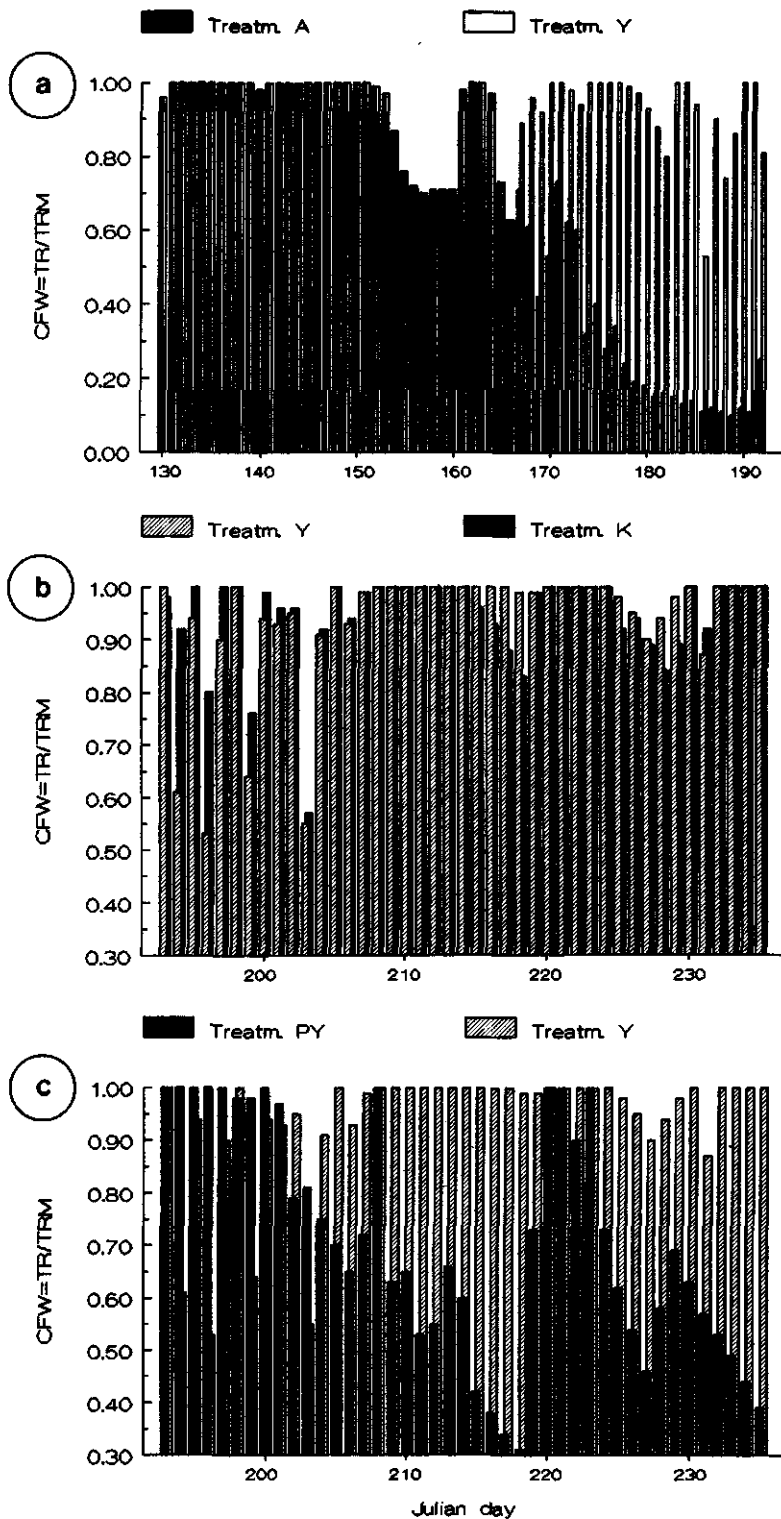 Treatm. A Treatm. Y
a
1.00
0.80
0.60
0.40
0.20
0.00
CFW=TR/TRM
130 140 150 160 170 180 190
Treatm. Y Treatm. K
b
1.00
0.90
0.80
0.70
0.60
0.50
0.40
0.30
CFW=TR/TRM
200 210 220 230
Treatm. PY Treatm. Y
c
1.00
0.90
0.80
0.70
0.60
0.50
0.40
0.30
CFW=TR/TRM
200 210 220 230
Julian day